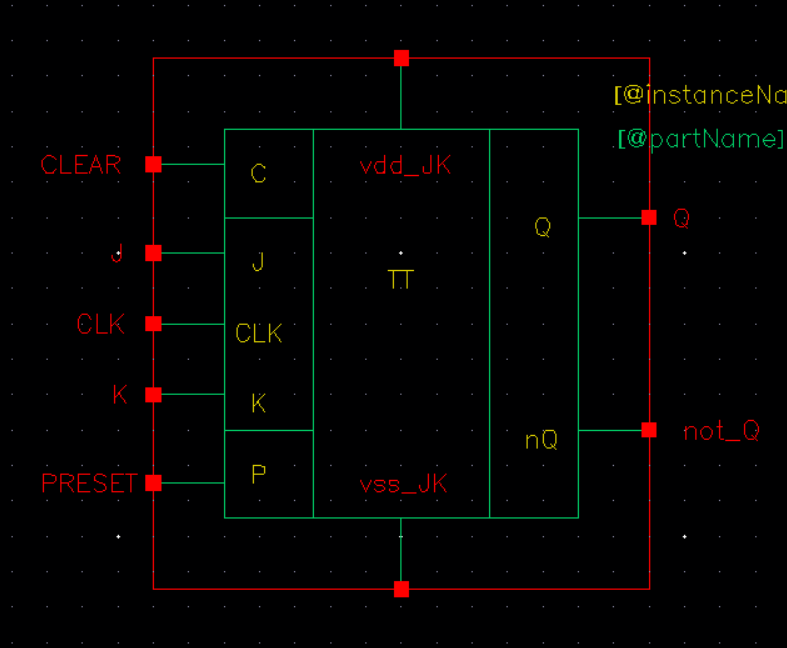 [@instanceNa
[@partName]
CLEAR
C
vdd_JK
Q
Q
J
J
TT
CLK
CLK
K
K
nQ
not_Q
PRESET
P
vss_JK